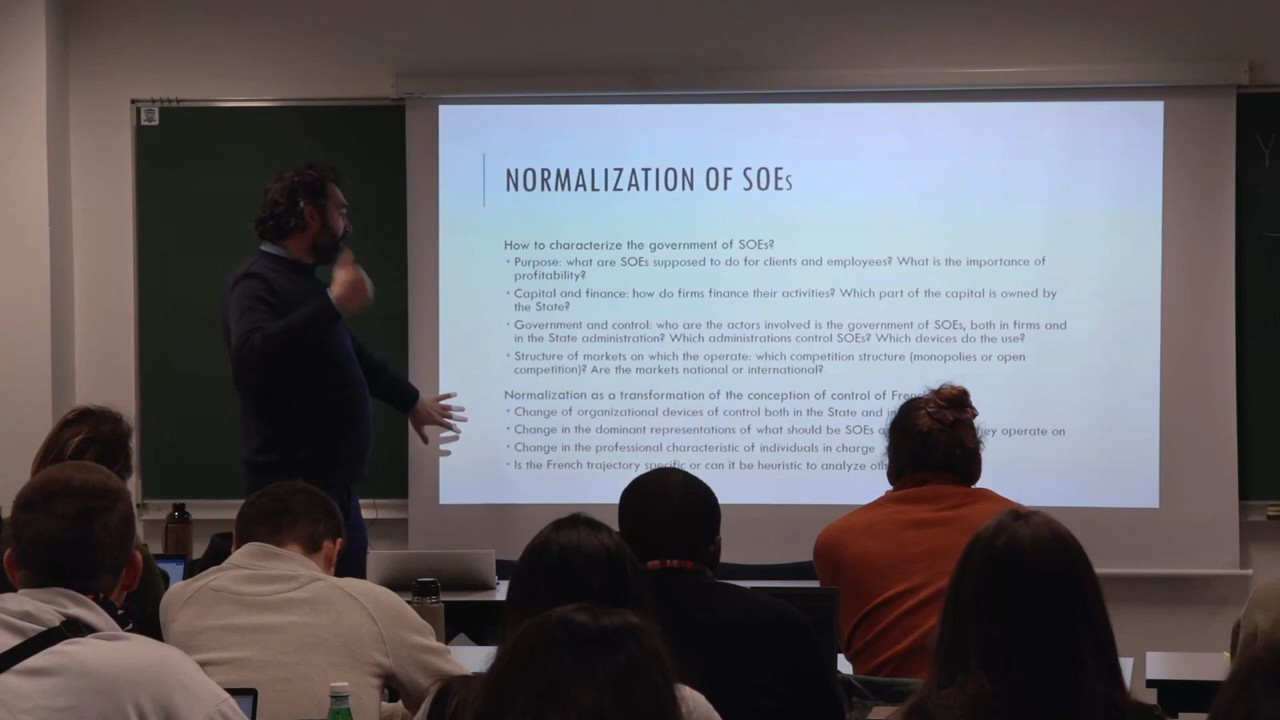 NORMALIZATION OF SOEs
How to characterize the government of SOEs?
• Purpose: what are SOEs supposed to do for clients and employees? What is the importance of
profitability?
• Capital and finance: how do firms finance their activities? Which part of the capital is owned by
the State?
• Government and control: who are the actors involved is the government of SOEs, both in firms and
in the State administration? Which administrations control SOEs? Which devices do the use?
• Structure of markets on which the operate: which competition structure (monopolies or open
competition)? Are the markets national or international?
Normalization as a transformation of the conception of control of
• Change of organizational devices of control both in the State and
• Change in the dominant representations of what should be SOEs they operate on
• Change in the professional characteristic of individuals in charge
• Is the French trajectory specific or can it be heuristic to analyze